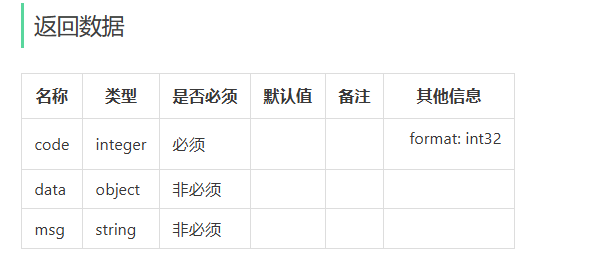 返回数据
名称 类型 是否必须 默认值 备注 其他信息
code integer 必须 format: int32
data object 非必须
msg string 非必须